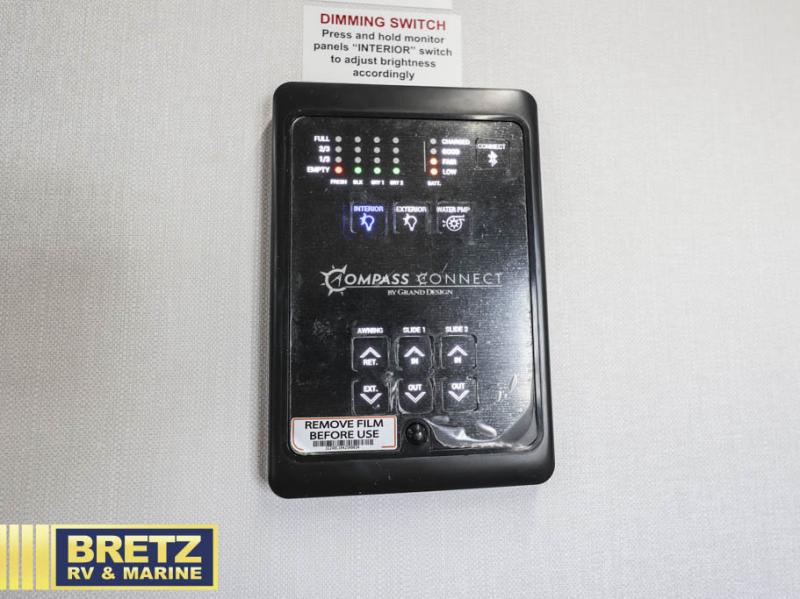 DIMMING SWITCH
Press and hold monitor
panels “INTERIOR” switch
to adjust brightness
accordingly
FULL CHARGED
2/3 GOOD CONNECT
1/3 FAIR
EMPTY LOW
FRESH BLK GRY 1 GRY 2 BATT.
INTERIOR EXTERIOR WATER PMP
COMPASS CONNECT
BY GRAND DESIGN
AWNING SLIDE 1 SLIDE 2
RET. IN IN
EXT. OUT OUT
REMOVE FILM
BEFORE USE
BRETZ
RV & MARINE